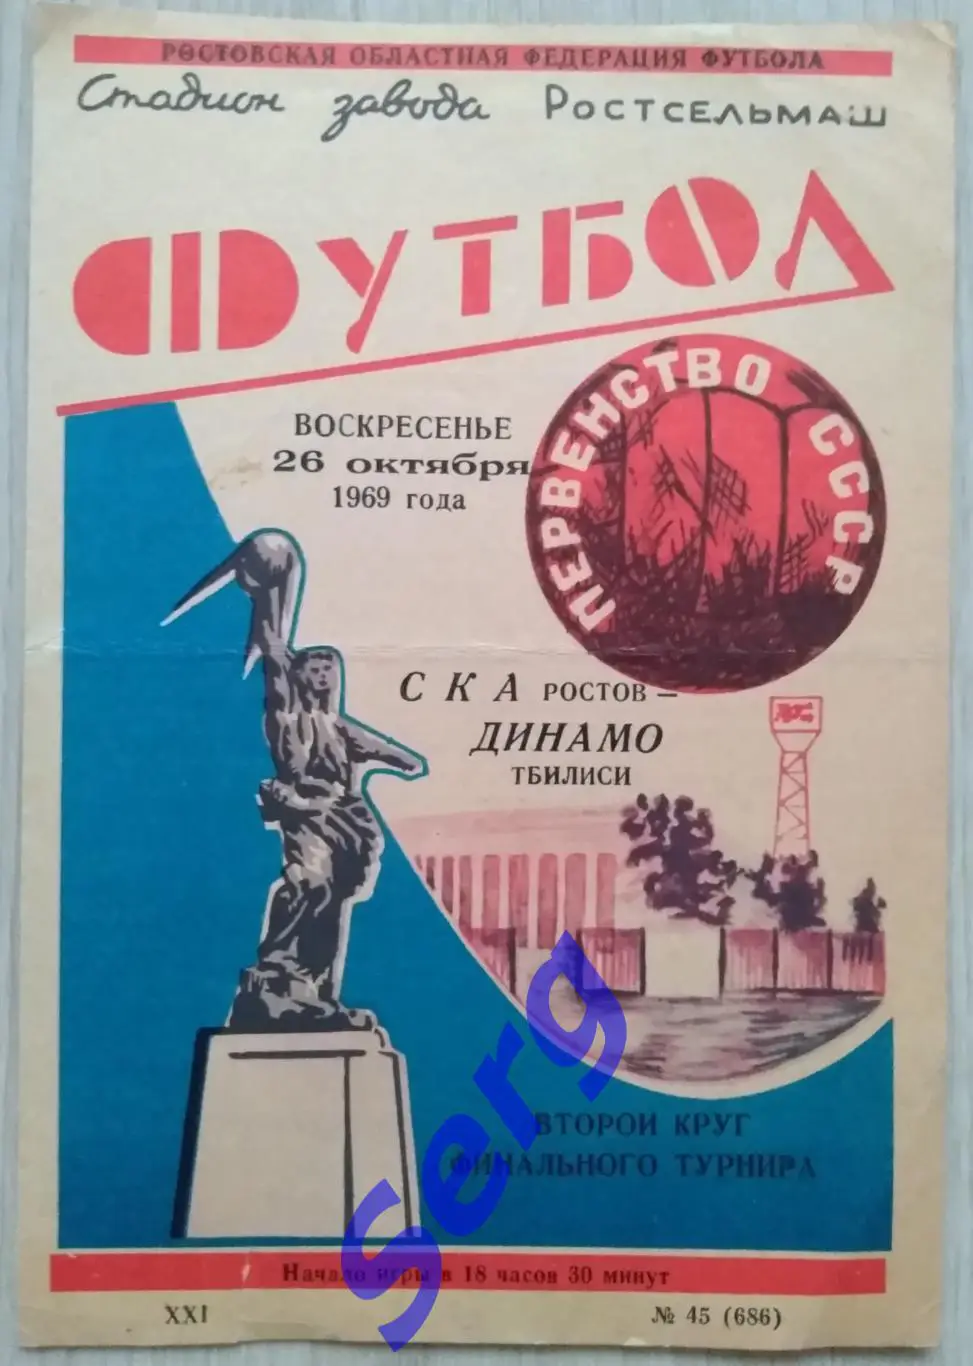 РОСТОВСКАЯ ОБЛАСТНАЯ ФЕДЕРАЦИЯ ФУТБОЛА
Стадион завода РОСТСЕЛЬМАШ
ФУТБОЛ
ПЕРВЕНСТВО СССР
ВОСКРЕСЕНЬЕ
26 октября
1969 года
СКА РОСТОВ —
ДИНАМО
ТБИЛИСИ
ВТОРОЙ КРУГ
ФИНАЛЬНОГО ТУРНИРА
Serg
Начало игры в 18 часов 30 минут
XXI № 45 (686)